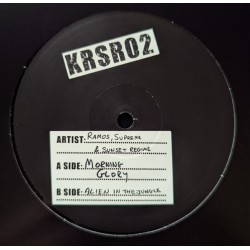 KRSR02
ARTIST: RAMOS, SUPREME
& SUNSET REGIME
A SIDE: MORNING
GLORY
B SIDE: ALIEN IN THE JUNGLE